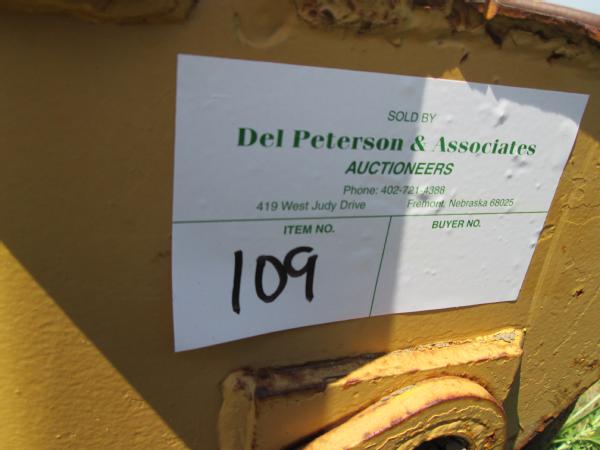 SOLD BY
Del Peterson & Associates
AUCTIONEERS
Phone: 402-721-4388
419 West Judy Drive Fremont, Nebraska 68025
ITEM NO. BUYER NO.
109